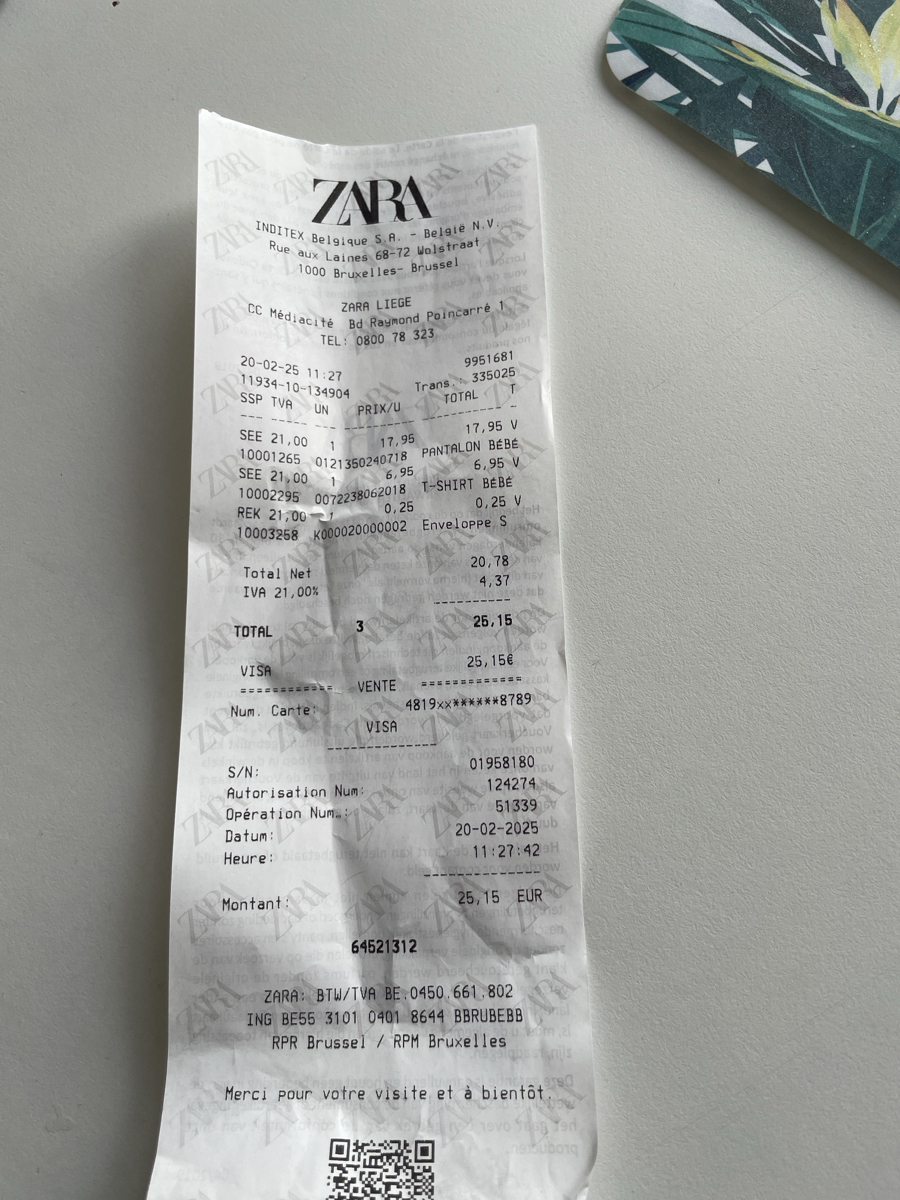 ZARA
INDITEX Belgique S.A. - België N.V.
Rue aux Laines 68-72 Wolstraat
1000 Bruxelles- Brussel
ZARA LIEGE
CC Médiacité Bd Raymond Poincarré 1
TEL: 0800 78 323
20-02-25 11:27 9951681
11934-10-134904 Trans.: 335025
SSP TVA UN PRIX/U TOTAL T
SEE 21,00 1 17,95 17,95 V
10001265 0121350240718 PANTALON BÉBÉ
SEE 21,00 1 6,95 6,95 V
10002295 0072238062018 T-SHIRT BÉBÉ
REK 21,00 1 0,25 0,25 V
10003258 K000020000002 Enveloppe S
Total Net 20,78
IVA 21,00% 4,37
TOTAL 3 25,15
VISA 25,15€
============ VENTE =============
Num. Carte: 4819xx******8789
VISA
S/N: 01958180
Autorisation Num: 124274
Opération Num.: 51339
Datum: 20-02-2025
Heure: 11:27:42
Montant: 25,15 EUR
64521312
ZARA: BTW/TVA BE.0450.661.802
ING BE55 3101 0401 8644 BBRUBEBB
RPR Brussel / RPM Bruxelles
Merci pour votre visite et à bientôt.